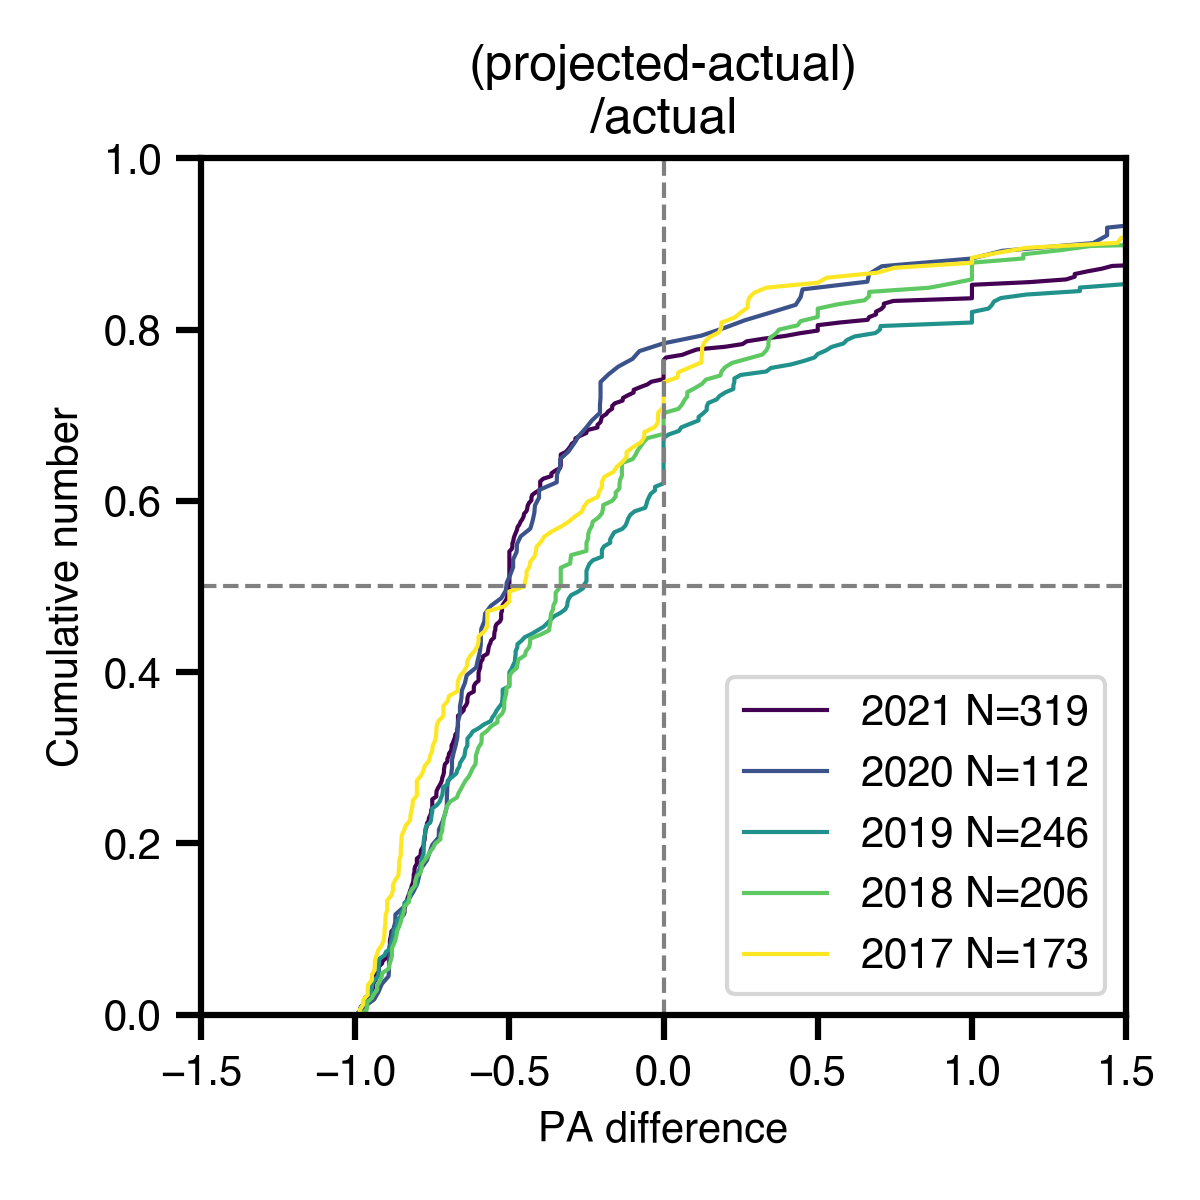 (projected-actual)
/actual
1.0
0.8
0.6
0.4
0.2
0.0
Cumulative number
2021 N=319
2020 N=112
2019 N=246
2018 N=206
2017 N=173
−1.5 −1.0 −0.5 0.0 0.5 1.0 1.5
PA difference